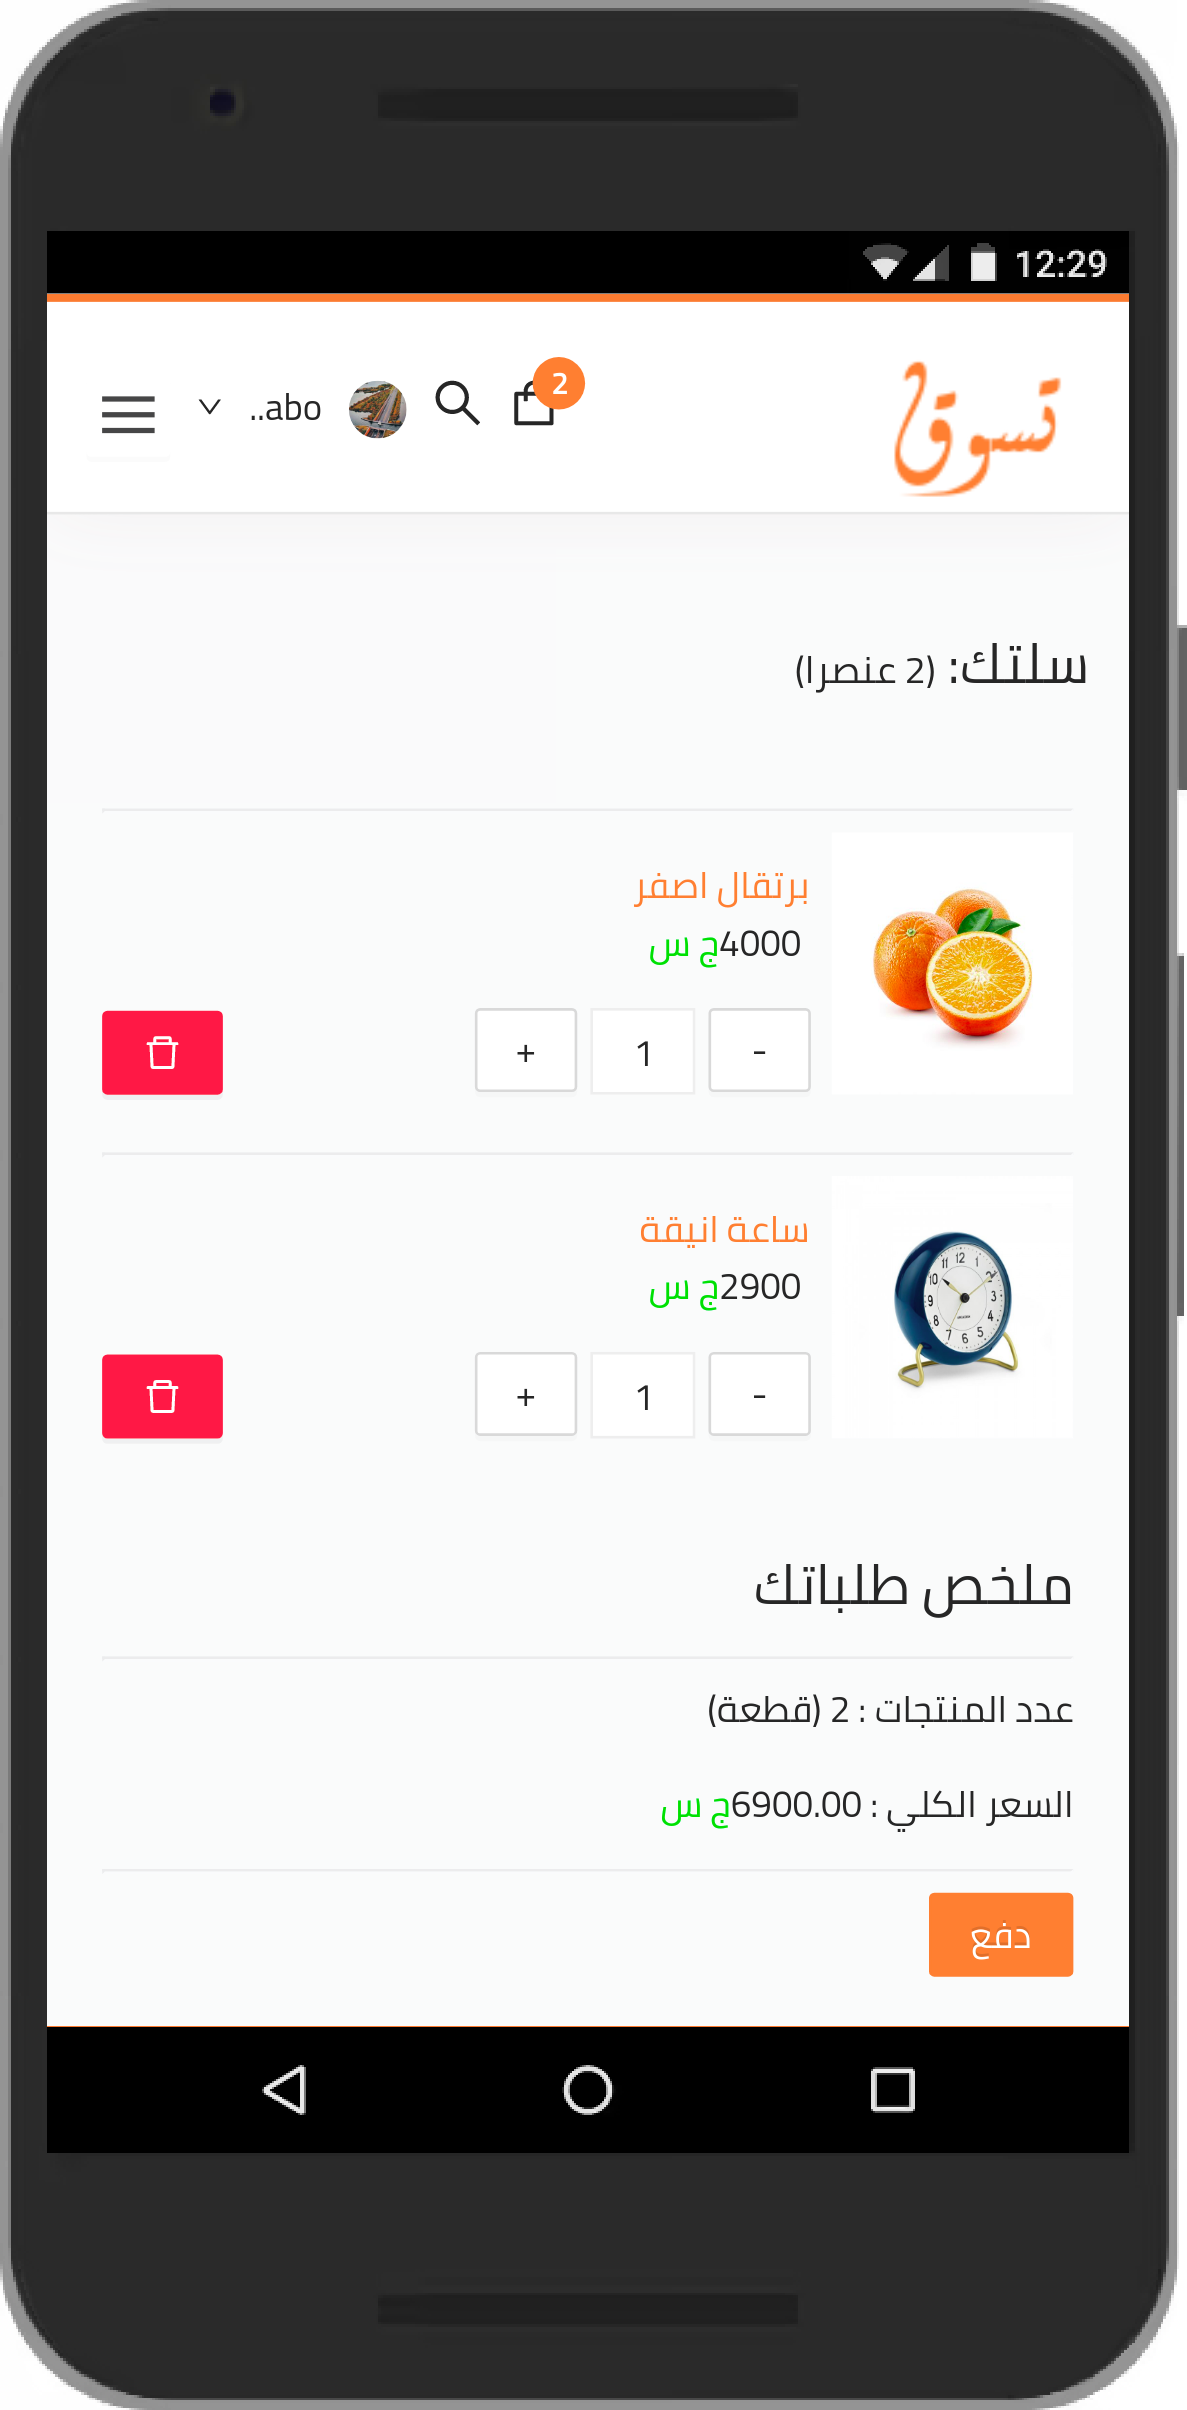 12:29
تسوق
2
abo..
سلتك: (2 عنصرا)
برتقال اصفر
4000ج س
- 1 +
ساعة انيقة
2900ج س
- 1 +
ملخص طلباتك
عدد المنتجات : 2 (قطعة)
السعر الكلي : 6900.00ج س
دفع